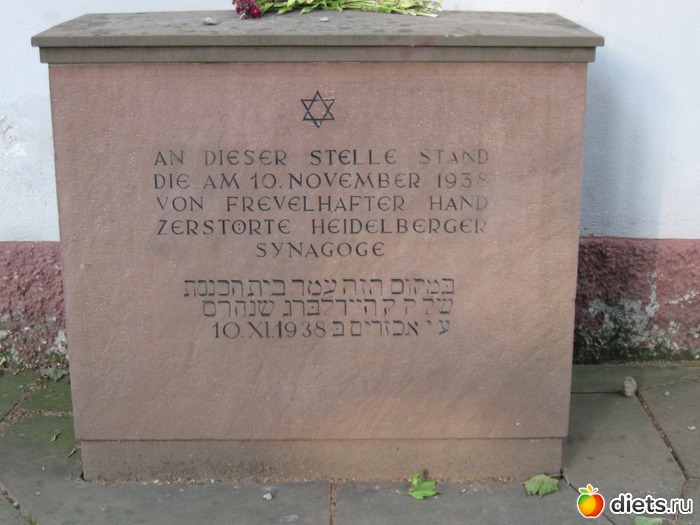 AN DIESER STELLE STAND
DIE AM 10. NOVEMBER 1938
VON FREVELHAFTER HAND
ZERSTÖRTE HEIDELBERGER
SYNAGOGE
במקום הזה עמד בית הכנסת
של ק ק היידלברג שנהרס
ע י אכזרים ב 10.XI.1938
diets.ru